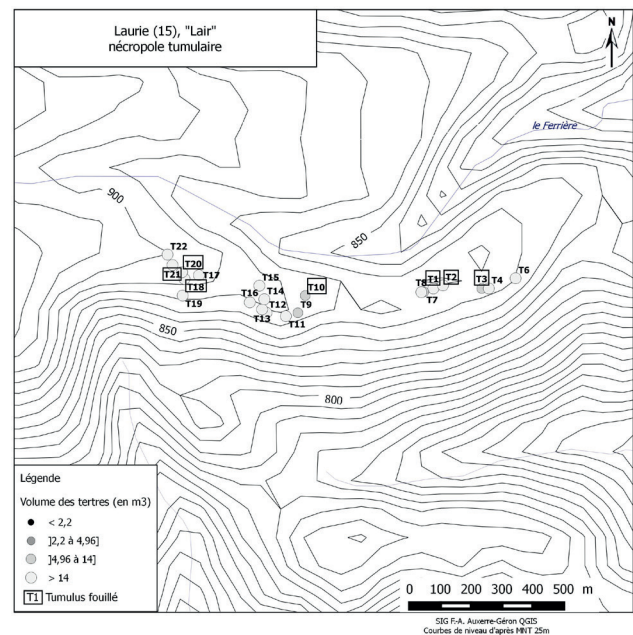 Laurie (15), "Lair"
nécropole tumulaire
N
le Ferrière
900
850
T22
T20
T21
T17
T18
T19
T15
T16
T14
T12
T13
T10
T9
T11
T1
T2
T8
T7
T3
T4
T6
850
800
Légende
Volume des tertres (en m3)
< 2,2
]2,2 à 4,96]
]4,96 à 14]
> 14
T1 Tumulus fouillé
0 100 200 300 400 500 m
SIG F.-A. Auxerre-Géron QGIS
Courbes de niveau d'après MNT 25m